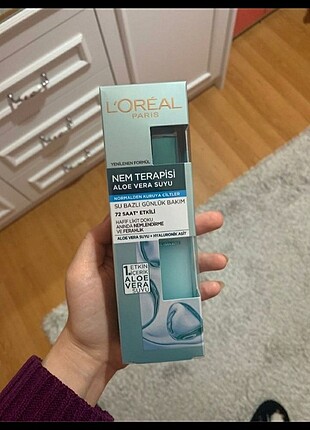 L'ORÉAL
PARIS
YENİLENEN FORMÜL
NEM TERAPİSİ
ALOE VERA SUYU
NORMALDEN KURUYA CİLTLER
SU BAZLI GÜNLÜK BAKIM
72 SAAT* ETKİLİ
HAFİF LİKİT DOKU
ANINDA NEMLENDİRME
VE FERAHLIK
ALOE VERA SUYU + HYALURONİK ASİT
1. ETKİN
İÇERİK
ALOE
VERA
SUYU